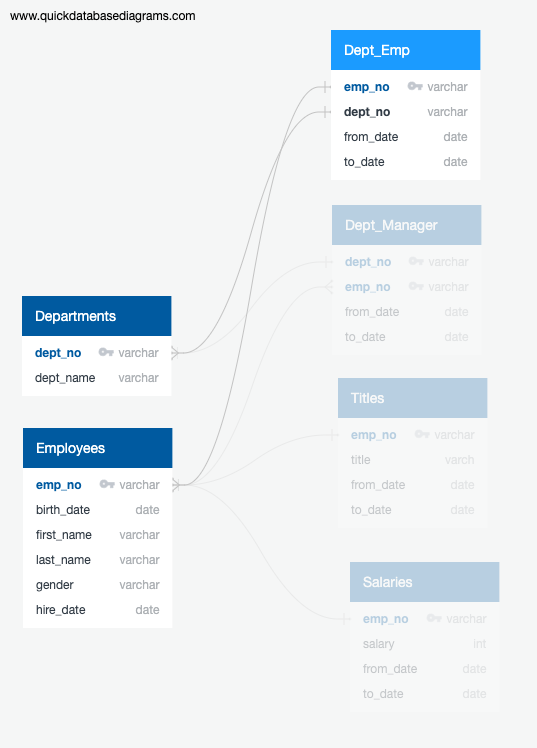 www.quickdatabasediagrams.com
Dept_Emp
emp_no varchar
dept_no varchar
from_date date
to_date date
Dept_Manager
dept_no varchar
emp_no varchar
from_date date
to_date date
Departments
dept_no varchar
dept_name varchar
Titles
emp_no varchar
title varch
from_date date
to_date date
Employees
emp_no varchar
birth_date date
first_name varchar
last_name varchar
gender varchar
hire_date date
Salaries
emp_no varchar
salary int
from_date date
to_date date